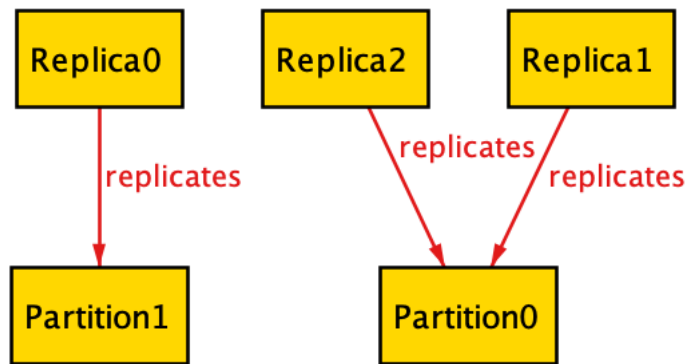 Replica0
Replica2
Replica1
replicates
replicates
replicates
Partition1
Partition0